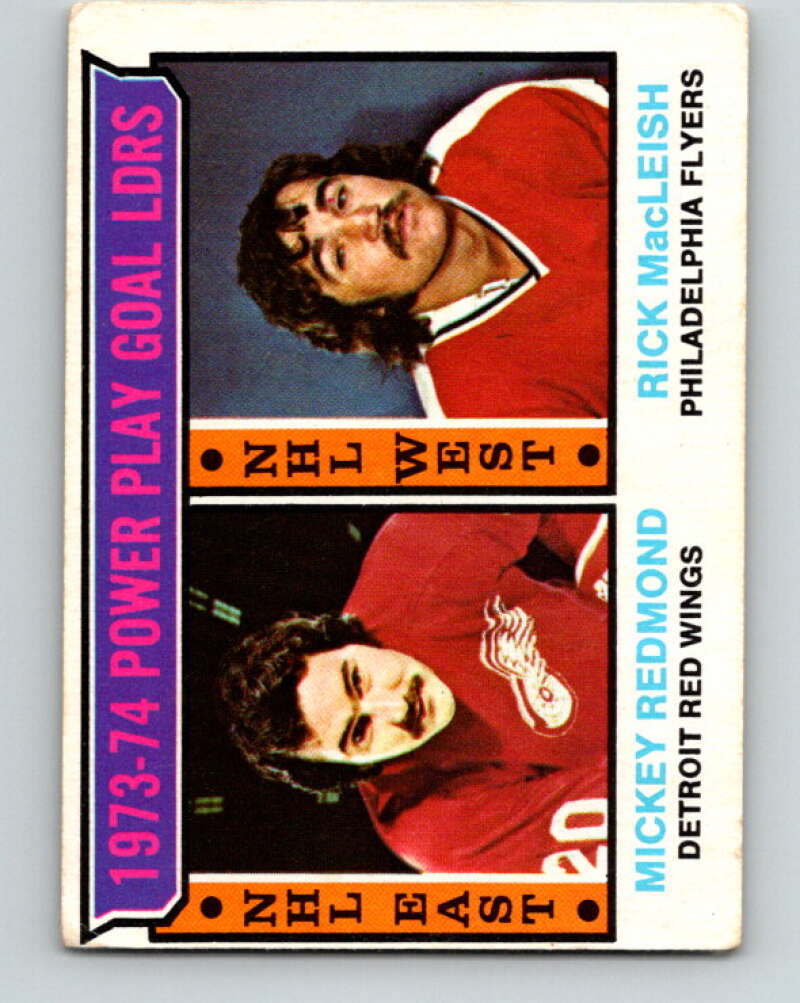 1973-74 POWER PLAY GOAL LDRS
NHL EAST
NHL WEST
20
MICKEY REDMOND
DETROIT RED WINGS
RICK MacLEISH
PHILADELPHIA FLYERS